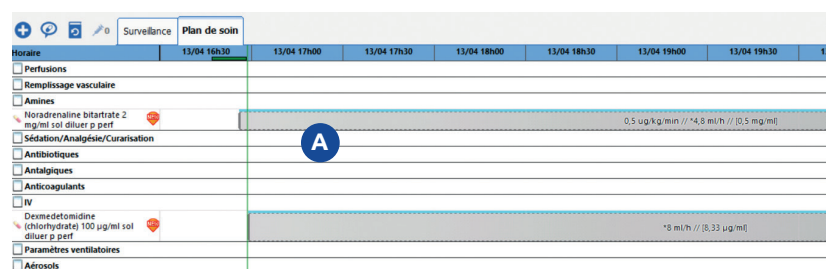 0 Surveillance Plan de soin
Horaire 13/04 16h30 13/04 17h00 13/04 17h30 13/04 18h00 13/04 18h30 13/04 19h00 13/04 19h30 1
Perfusions
Remplissage vasculaire
Amines
Noradrenaline bitartrate 2
mg/ml sol diluer p perf
0,5 ug/kg/min // *4,8 ml/h // [0,5 mg/ml]
A
Sédation/Analgésie/Curarisation
Antibiotiques
Antalgiques
Anticoagulants
IV
Dexmedetomidine
(chlorhydrate) 100 µg/ml sol
diluer p perf
*8 ml/h // [8,33 µg/ml]
Paramètres ventilatoires
Aérosols